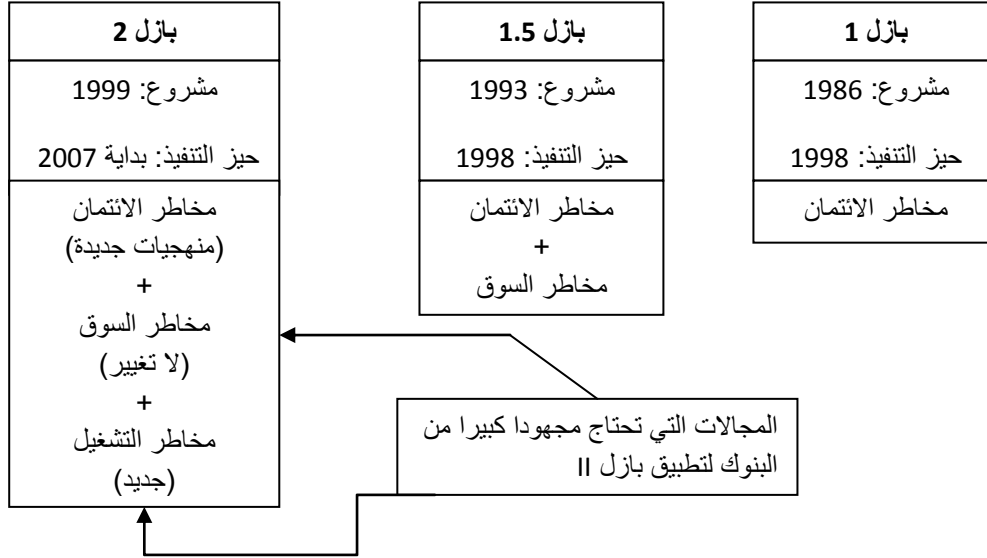 بازل 1
مشروع: 1986
حيز التنفيذ: 1998
مخاطر الائتمان
بازل 1.5
مشروع: 1993
حيز التنفيذ: 1998
مخاطر الائتمان
+
مخاطر السوق
بازل 2
مشروع: 1999
حيز التنفيذ: بداية 2007
مخاطر الائتمان
(منهجيات جديدة)
+
مخاطر السوق
(لا تغيير)
+
مخاطر التشغيل
(جديد)
المجالات التي تحتاج مجهودا كبيرا من
البنوك لتطبيق بازل II